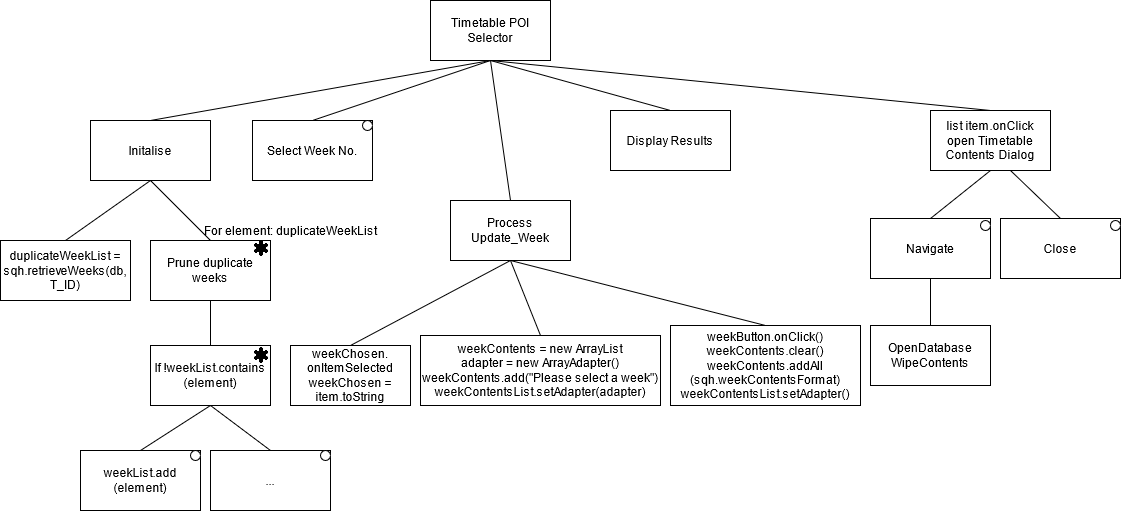 Timetable POI
Selector
Initalise
Select Week No.
Display Results
list item.onClick
open Timetable
Contents Dialog
For element: duplicateWeekList
duplicateWeekList =
sqh.retrieveWeeks(db,
T_ID)
Prune duplicate
weeks
Process
Update_Week
Navigate
Close
If !weekList.contains
(element)
weekChosen.
onItemSelected
weekChosen =
item.toString
weekContents = new ArrayList
adapter = new ArrayAdapter()
weekContents.add("Please select a week")
weekContentsList.setAdapter(adapter)
weekButton.onClick()
weekContents.clear()
weekContents.addAll
(sqh.weekContentsFormat)
weekContentsList.setAdapter()
OpenDatabase
WipeContents
weekList.add
(element)
...